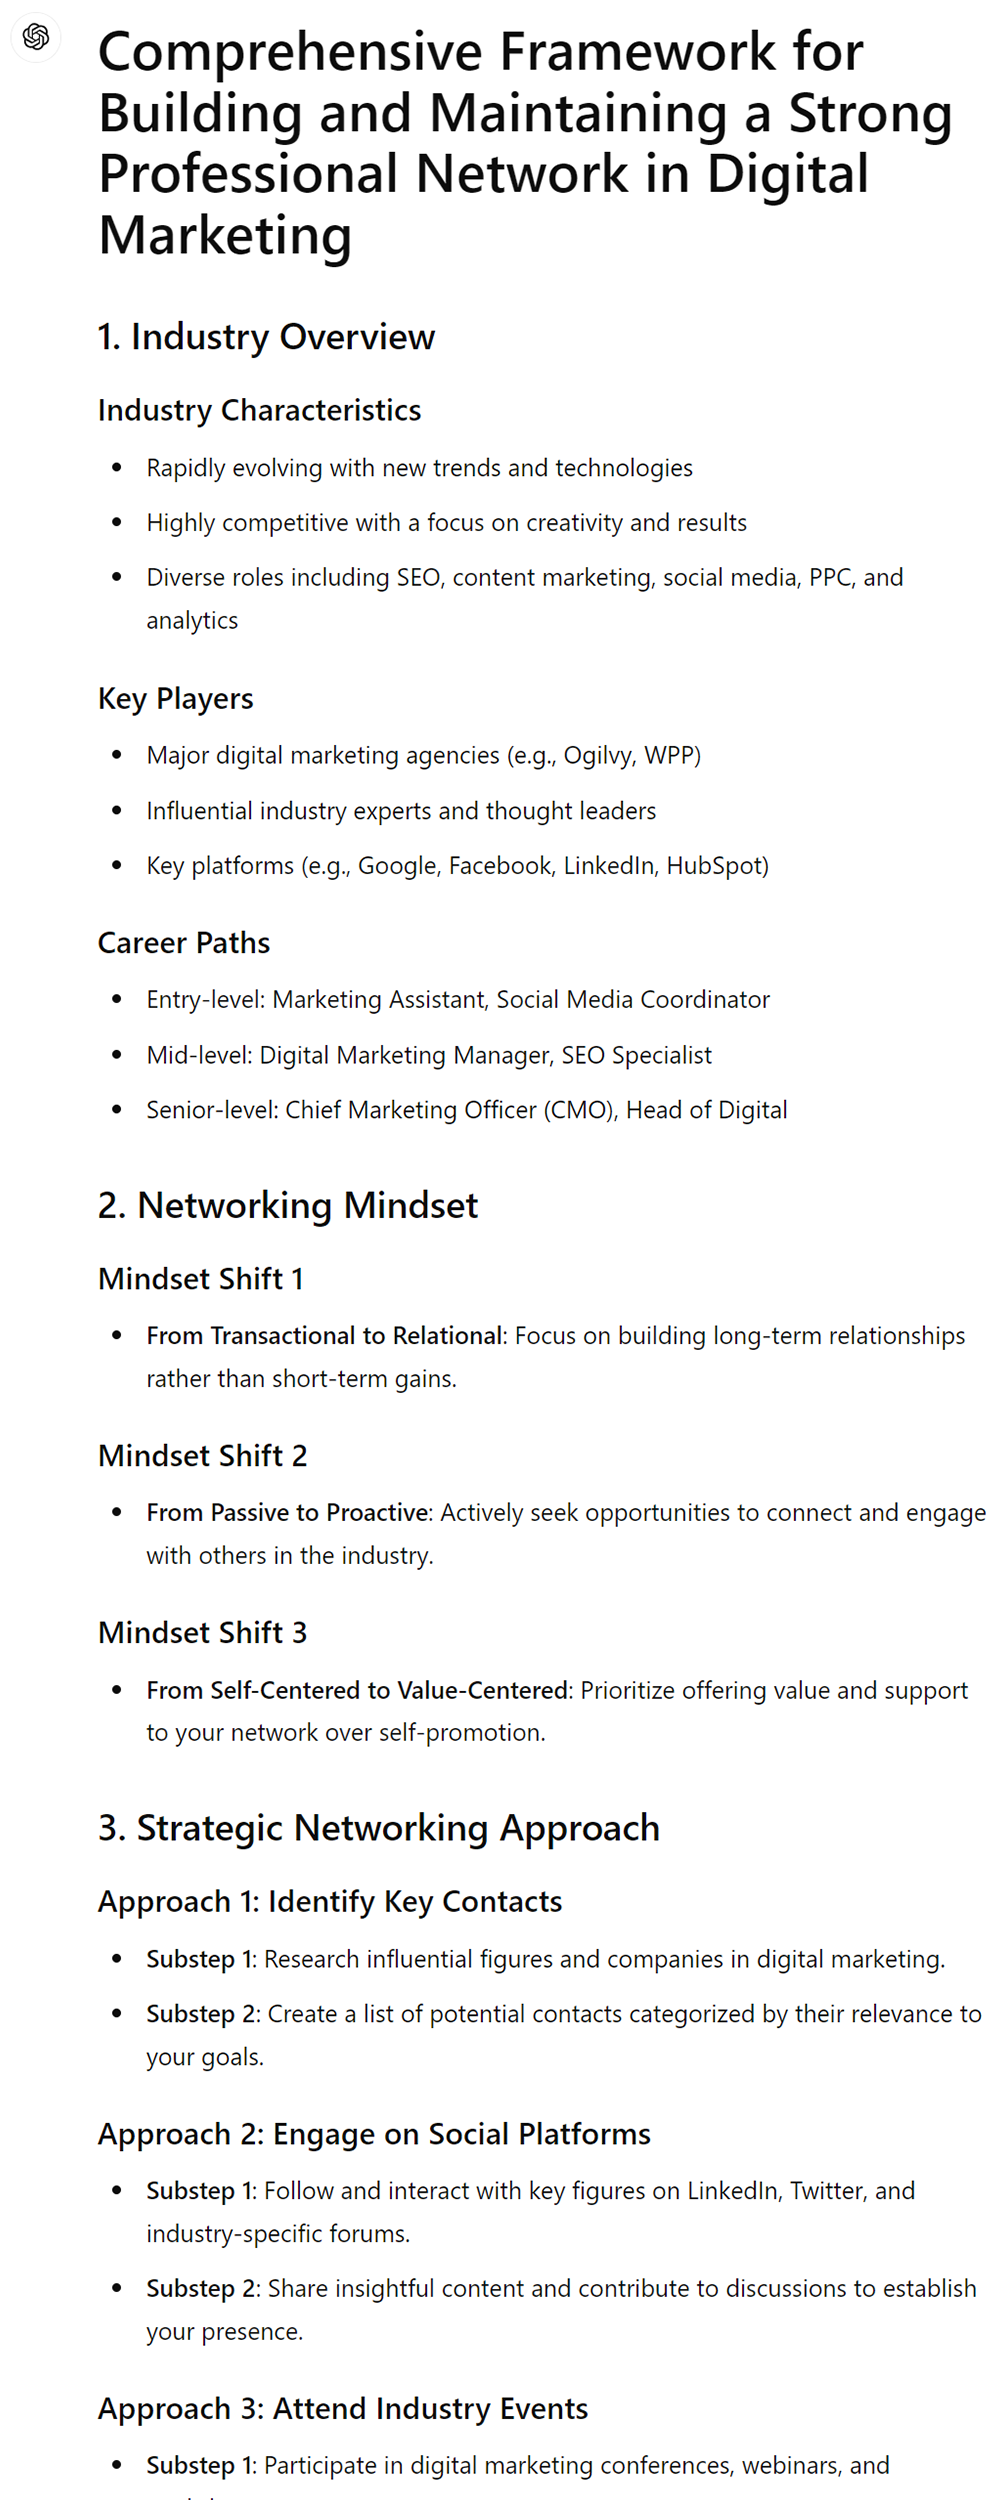 Comprehensive Framework for
Building and Maintaining a Strong
Professional Network in Digital
Marketing
1. Industry Overview
Industry Characteristics
• Rapidly evolving with new trends and technologies
• Highly competitive with a focus on creativity and results
• Diverse roles including SEO, content marketing, social media, PPC, and
analytics
Key Players
• Major digital marketing agencies (e.g., Ogilvy, WPP)
• Influential industry experts and thought leaders
• Key platforms (e.g., Google, Facebook, LinkedIn, HubSpot)
Career Paths
• Entry-level: Marketing Assistant, Social Media Coordinator
• Mid-level: Digital Marketing Manager, SEO Specialist
• Senior-level: Chief Marketing Officer (CMO), Head of Digital
2. Networking Mindset
Mindset Shift 1
• From Transactional to Relational: Focus on building long-term relationships
rather than short-term gains.
Mindset Shift 2
• From Passive to Proactive: Actively seek opportunities to connect and engage
with others in the industry.
Mindset Shift 3
• From Self-Centered to Value-Centered: Prioritize offering value and support
to your network over self-promotion.
3. Strategic Networking Approach
Approach 1: Identify Key Contacts
• Substep 1: Research influential figures and companies in digital marketing.
• Substep 2: Create a list of potential contacts categorized by their relevance to
your goals.
Approach 2: Engage on Social Platforms
• Substep 1: Follow and interact with key figures on LinkedIn, Twitter, and
industry-specific forums.
• Substep 2: Share insightful content and contribute to discussions to establish
your presence.
Approach 3: Attend Industry Events
• Substep 1: Participate in digital marketing conferences, webinars, and